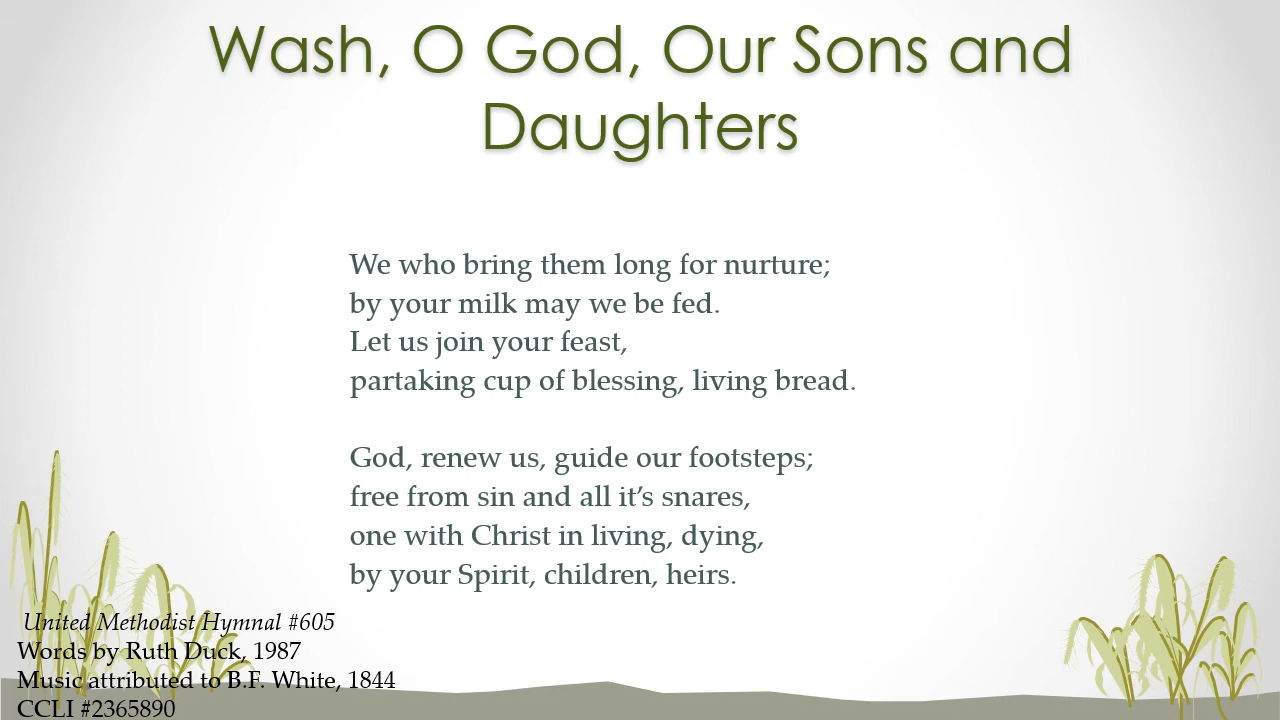 Wash, O God, Our Sons and
Daughters
We who bring them long for nurture;
by your milk may we be fed.
Let us join your feast,
partaking cup of blessing, living bread.
God, renew us, guide our footsteps;
free from sin and all it’s snares,
one with Christ in living, dying,
by your Spirit, children, heirs.
United Methodist Hymnal #605
Words by Ruth Duck, 1987
Music attributed to B.F. White, 1844
CCLI #2365890